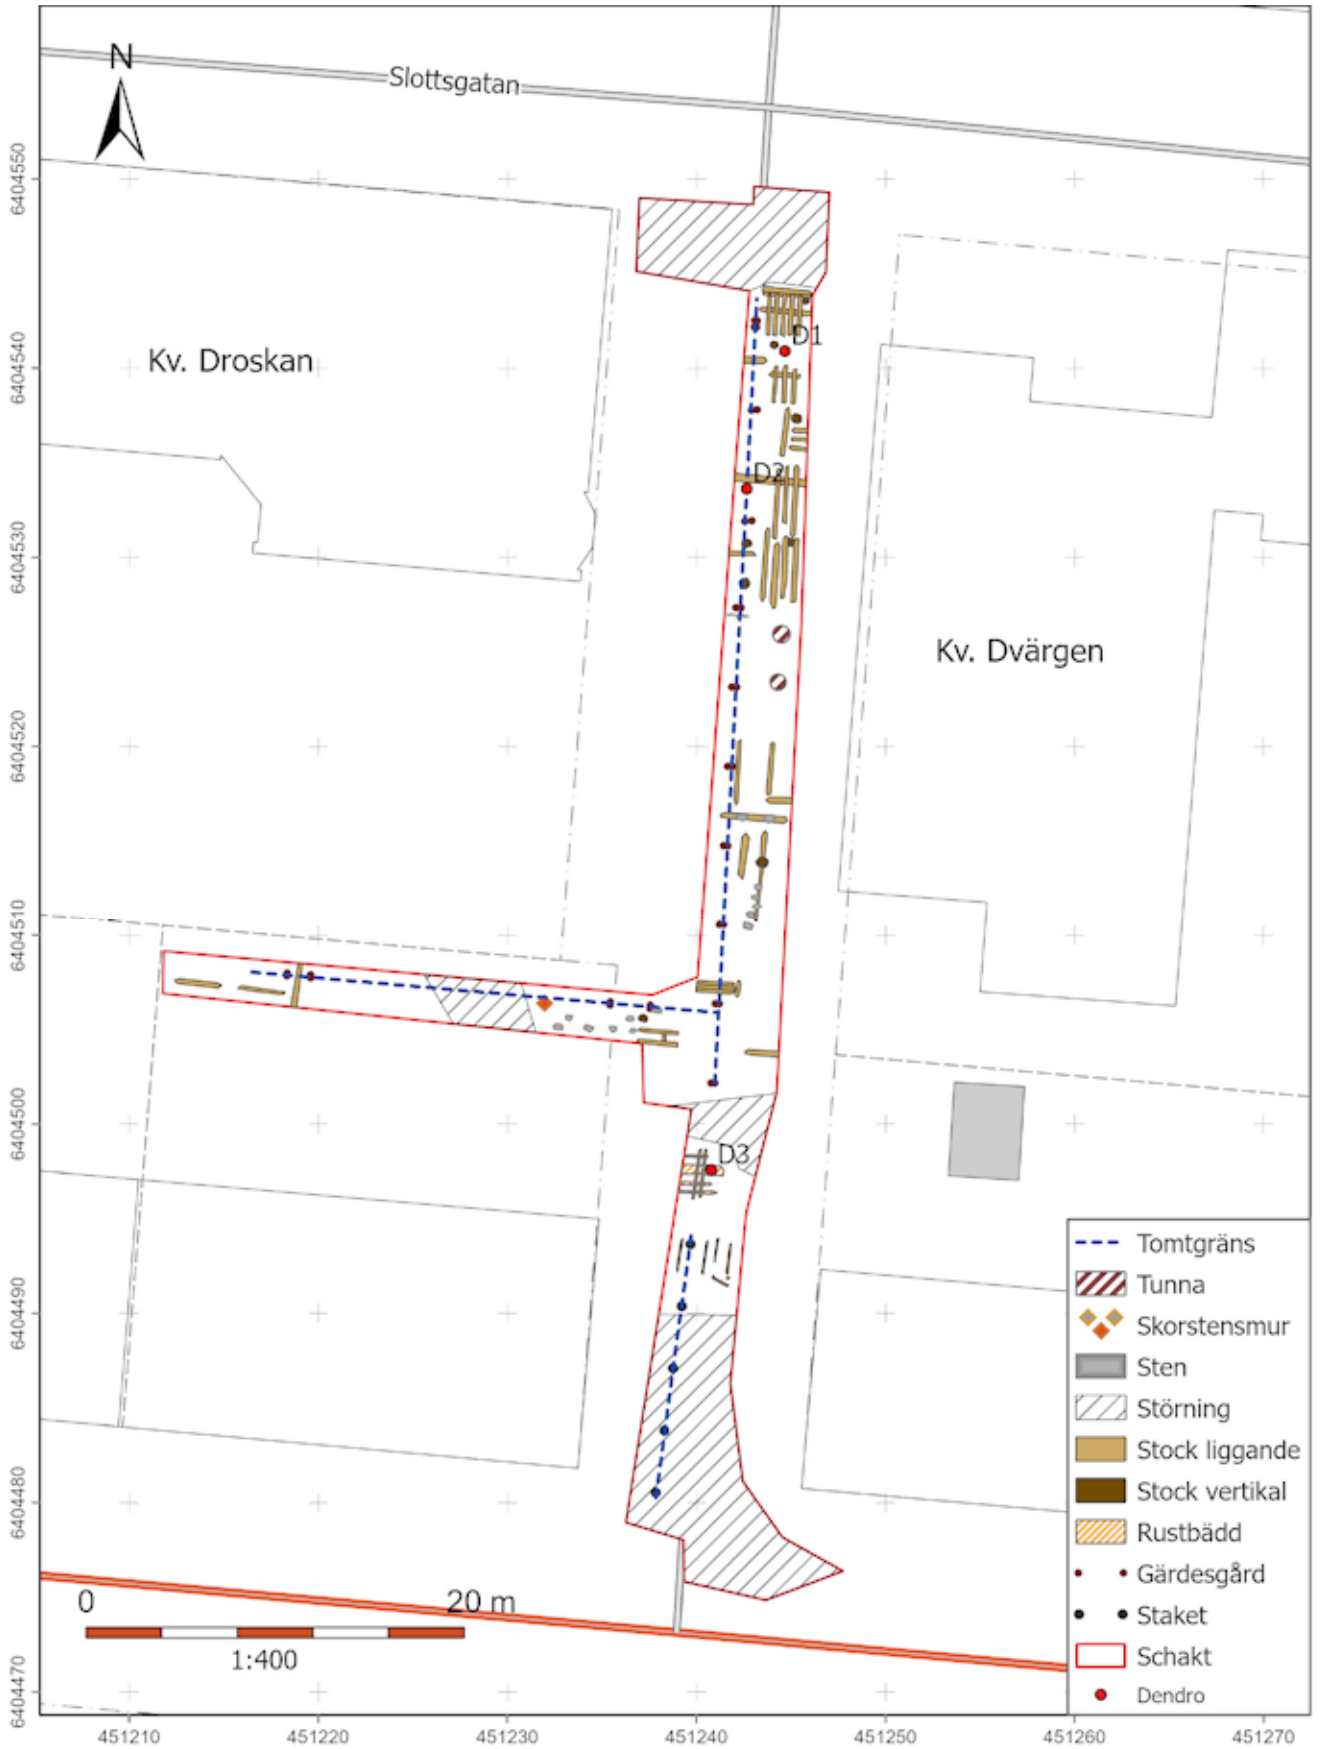 N
Slottsgatan
6404550
D1
Kv. Droskan
6404540
D2
6404530
Kv. Dvärgen
6404520
6404510
6404500
D3
6404490
6404480
6404470
Tomtgräns
Tunna
Skorstensmur
Sten
Störning
Stock liggande
Stock vertikal
Rustbädd
Gärdesgård
Staket
Schakt
Dendro
0 20 m
1:400
451210 451220 451230 451240 451250 451260 451270